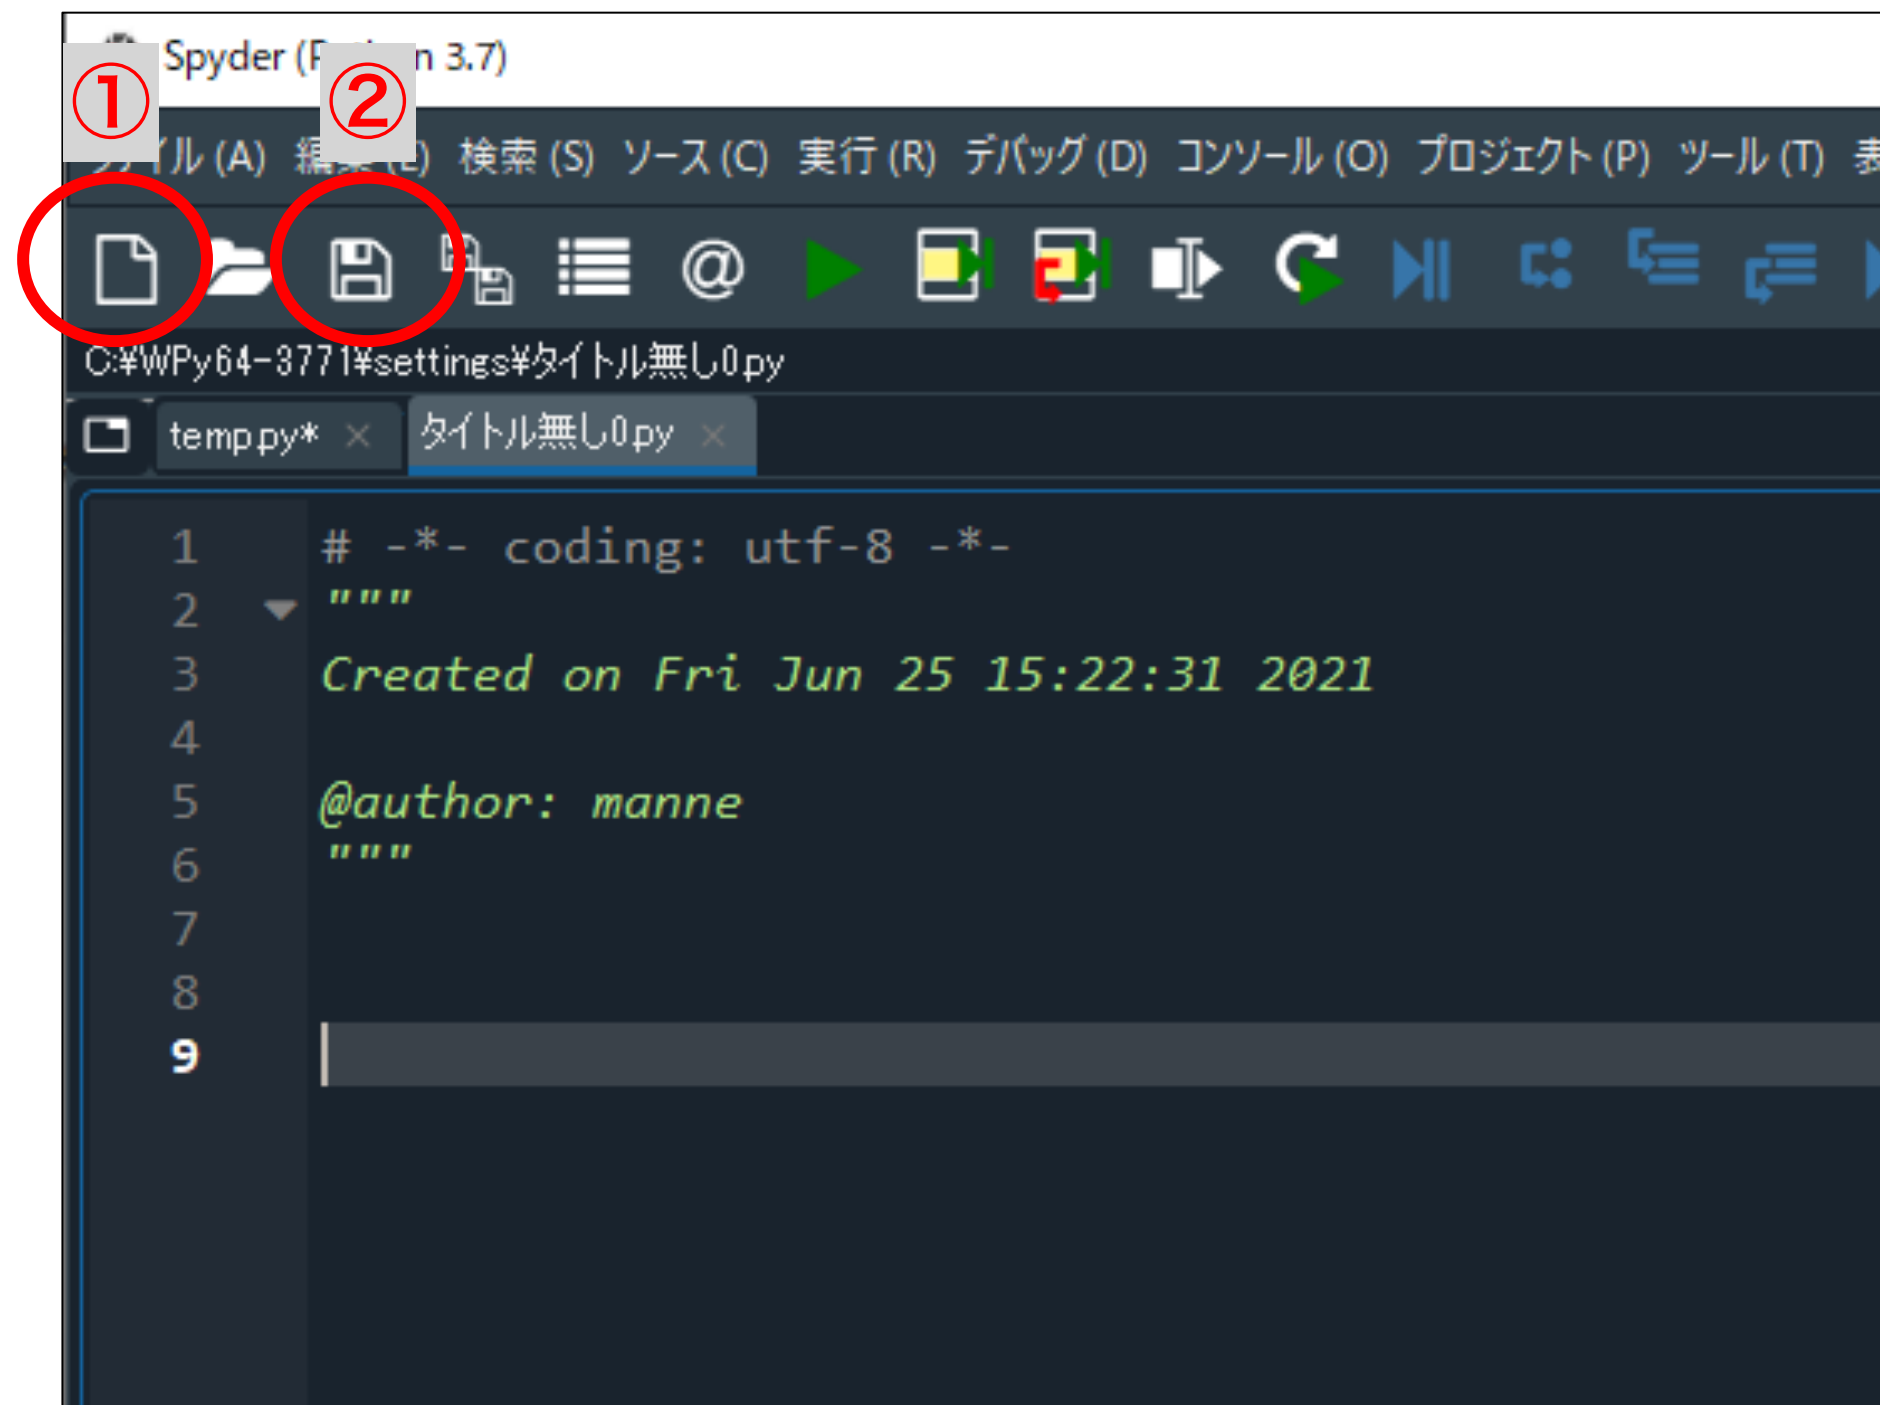 Spyder (P n 3.7)
① ②
イル (A) 編集 (E) 検索 (S) ソース (C) 実行 (R) デバッグ (D) コンソール (O) プロジェクト (P) ツール (T) 表
@
C:¥WPy64-3771¥settings¥タイトル無し0.py
temp.py* × タイトル無し0.py ×
1 # -*- coding: utf-8 -*-
2 """
3 Created on Fri Jun 25 15:22:31 2021
4
5 @author: manne
6 """
7
8
9